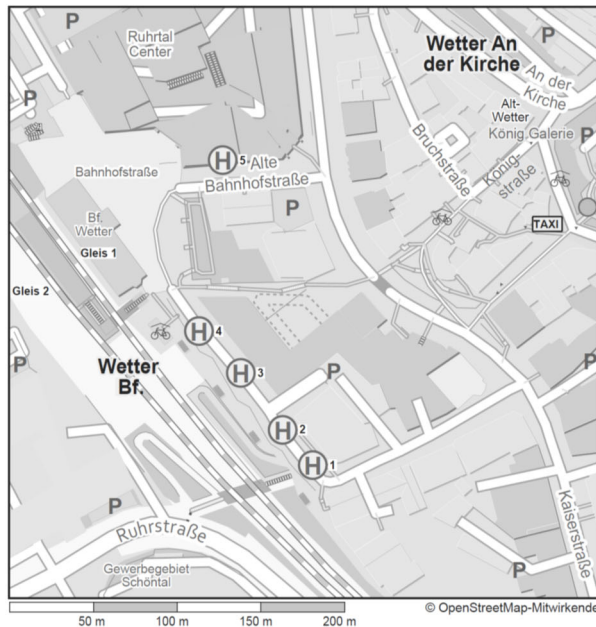 P
Ruhrtal
Center
P
Wetter An
der Kirche
An der
Kirche
P
Alt-
Wetter
König.Galerie
P
Bruchstraße
König-
straße
H 5
Alte
Bahnhofstraße
Bahnhofstraße
P
Bf.
Wetter
Gleis 1
Gleis 2
TAXI
H 4
Wetter
Bf.
H 3
P
P
P
H 2
H 1
P
Ruhrstraße
Kaiserstraße
P
Gewerbegebiet
Schöntal
50 m
100 m
150 m
200 m
© OpenStreetMap-Mitwirkende